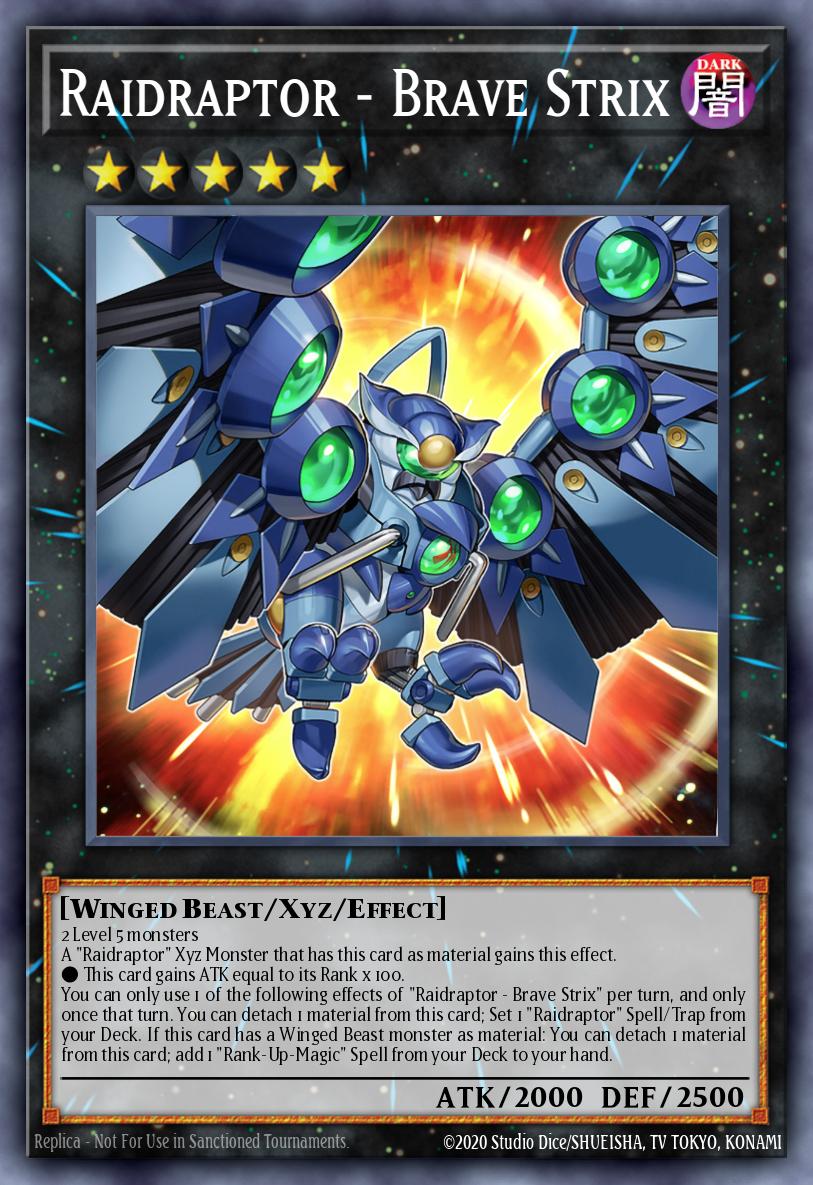 Raidraptor - Brave Strix
DARK
闇
[Winged Beast/Xyz/Effect]
2 Level 5 monsters
A "Raidraptor" Xyz Monster that has this card as material gains this effect.
● This card gains ATK equal to its Rank x 100.
You can only use 1 of the following effects of "Raidraptor - Brave Strix" per turn, and only
once that turn. You can detach 1 material from this card; Set 1 "Raidraptor" Spell/Trap from
your Deck. If this card has a Winged Beast monster as material: You can detach 1 material
from this card; add 1 "Rank-Up-Magic" Spell from your Deck to your hand.
ATK/2000 DEF/2500
Replica - Not For Use in Sanctioned Tournaments.
©2020 Studio Dice/SHUEISHA, TV TOKYO, KONAMI